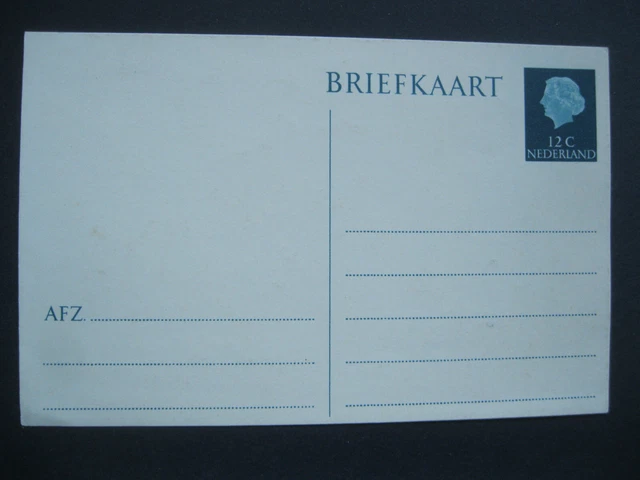 BRIEFKAART
12 C
NEDERLAND
AFZ.